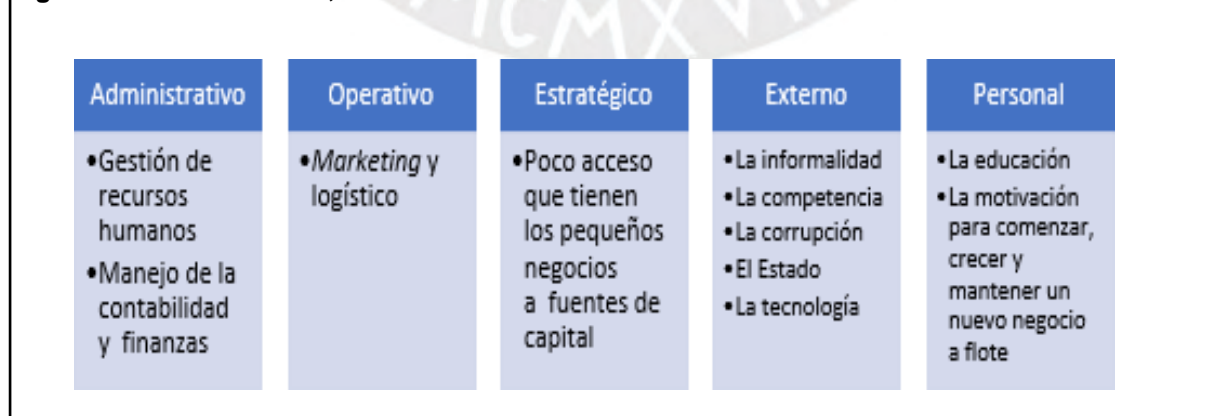 MCMXVII
Administrativo
•Gestión de
recursos
humanos
•Manejo de la
contabilidad
y finanzas
Operativo
•Marketing y
logístico
Estratégico
•Poco acceso
que tienen
los pequeños
negocios
a fuentes de
capital
Externo
•La informalidad
•La competencia
•La corrupción
•El Estado
•La tecnología
Personal
•La educación
•La motivación
para comenzar,
crecer y
mantener un
nuevo negocio
a flote